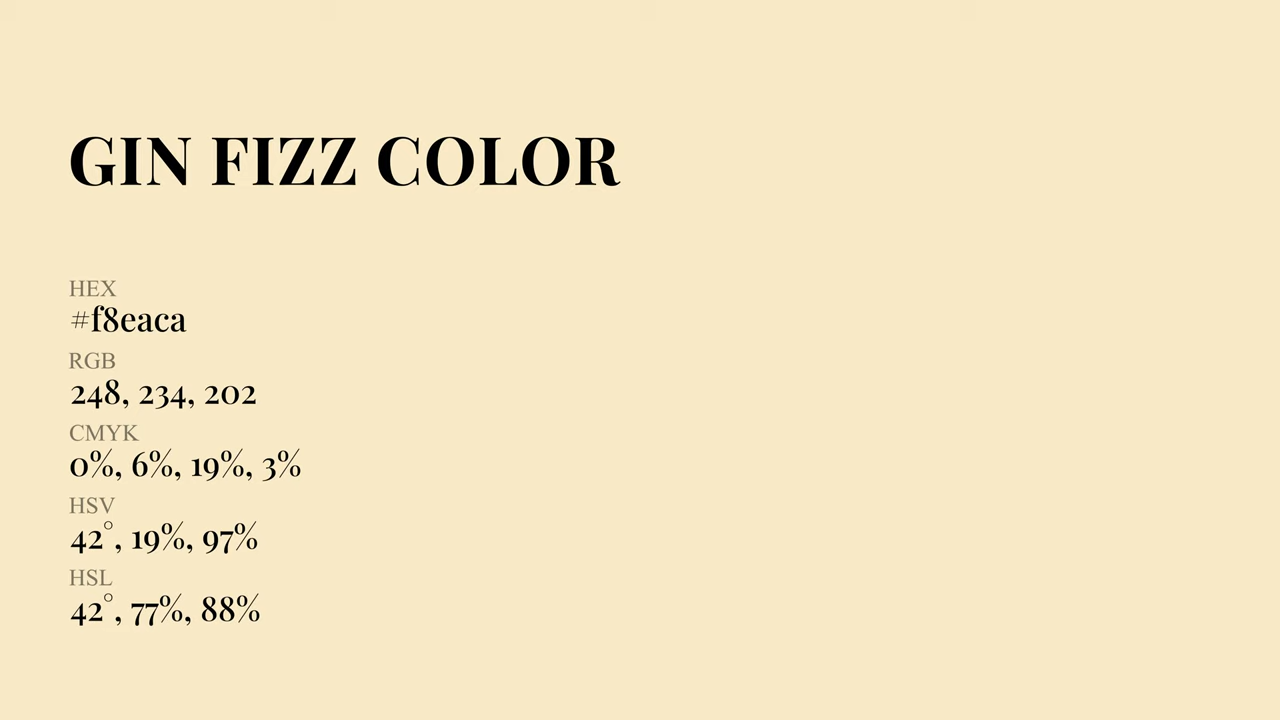 GIN FIZZ COLOR
HEX
#f8eaca
RGB
248, 234, 202
CMYK
0%, 6%, 19%, 3%
HSV
42°, 19%, 97%
HSL
42°, 77%, 88%